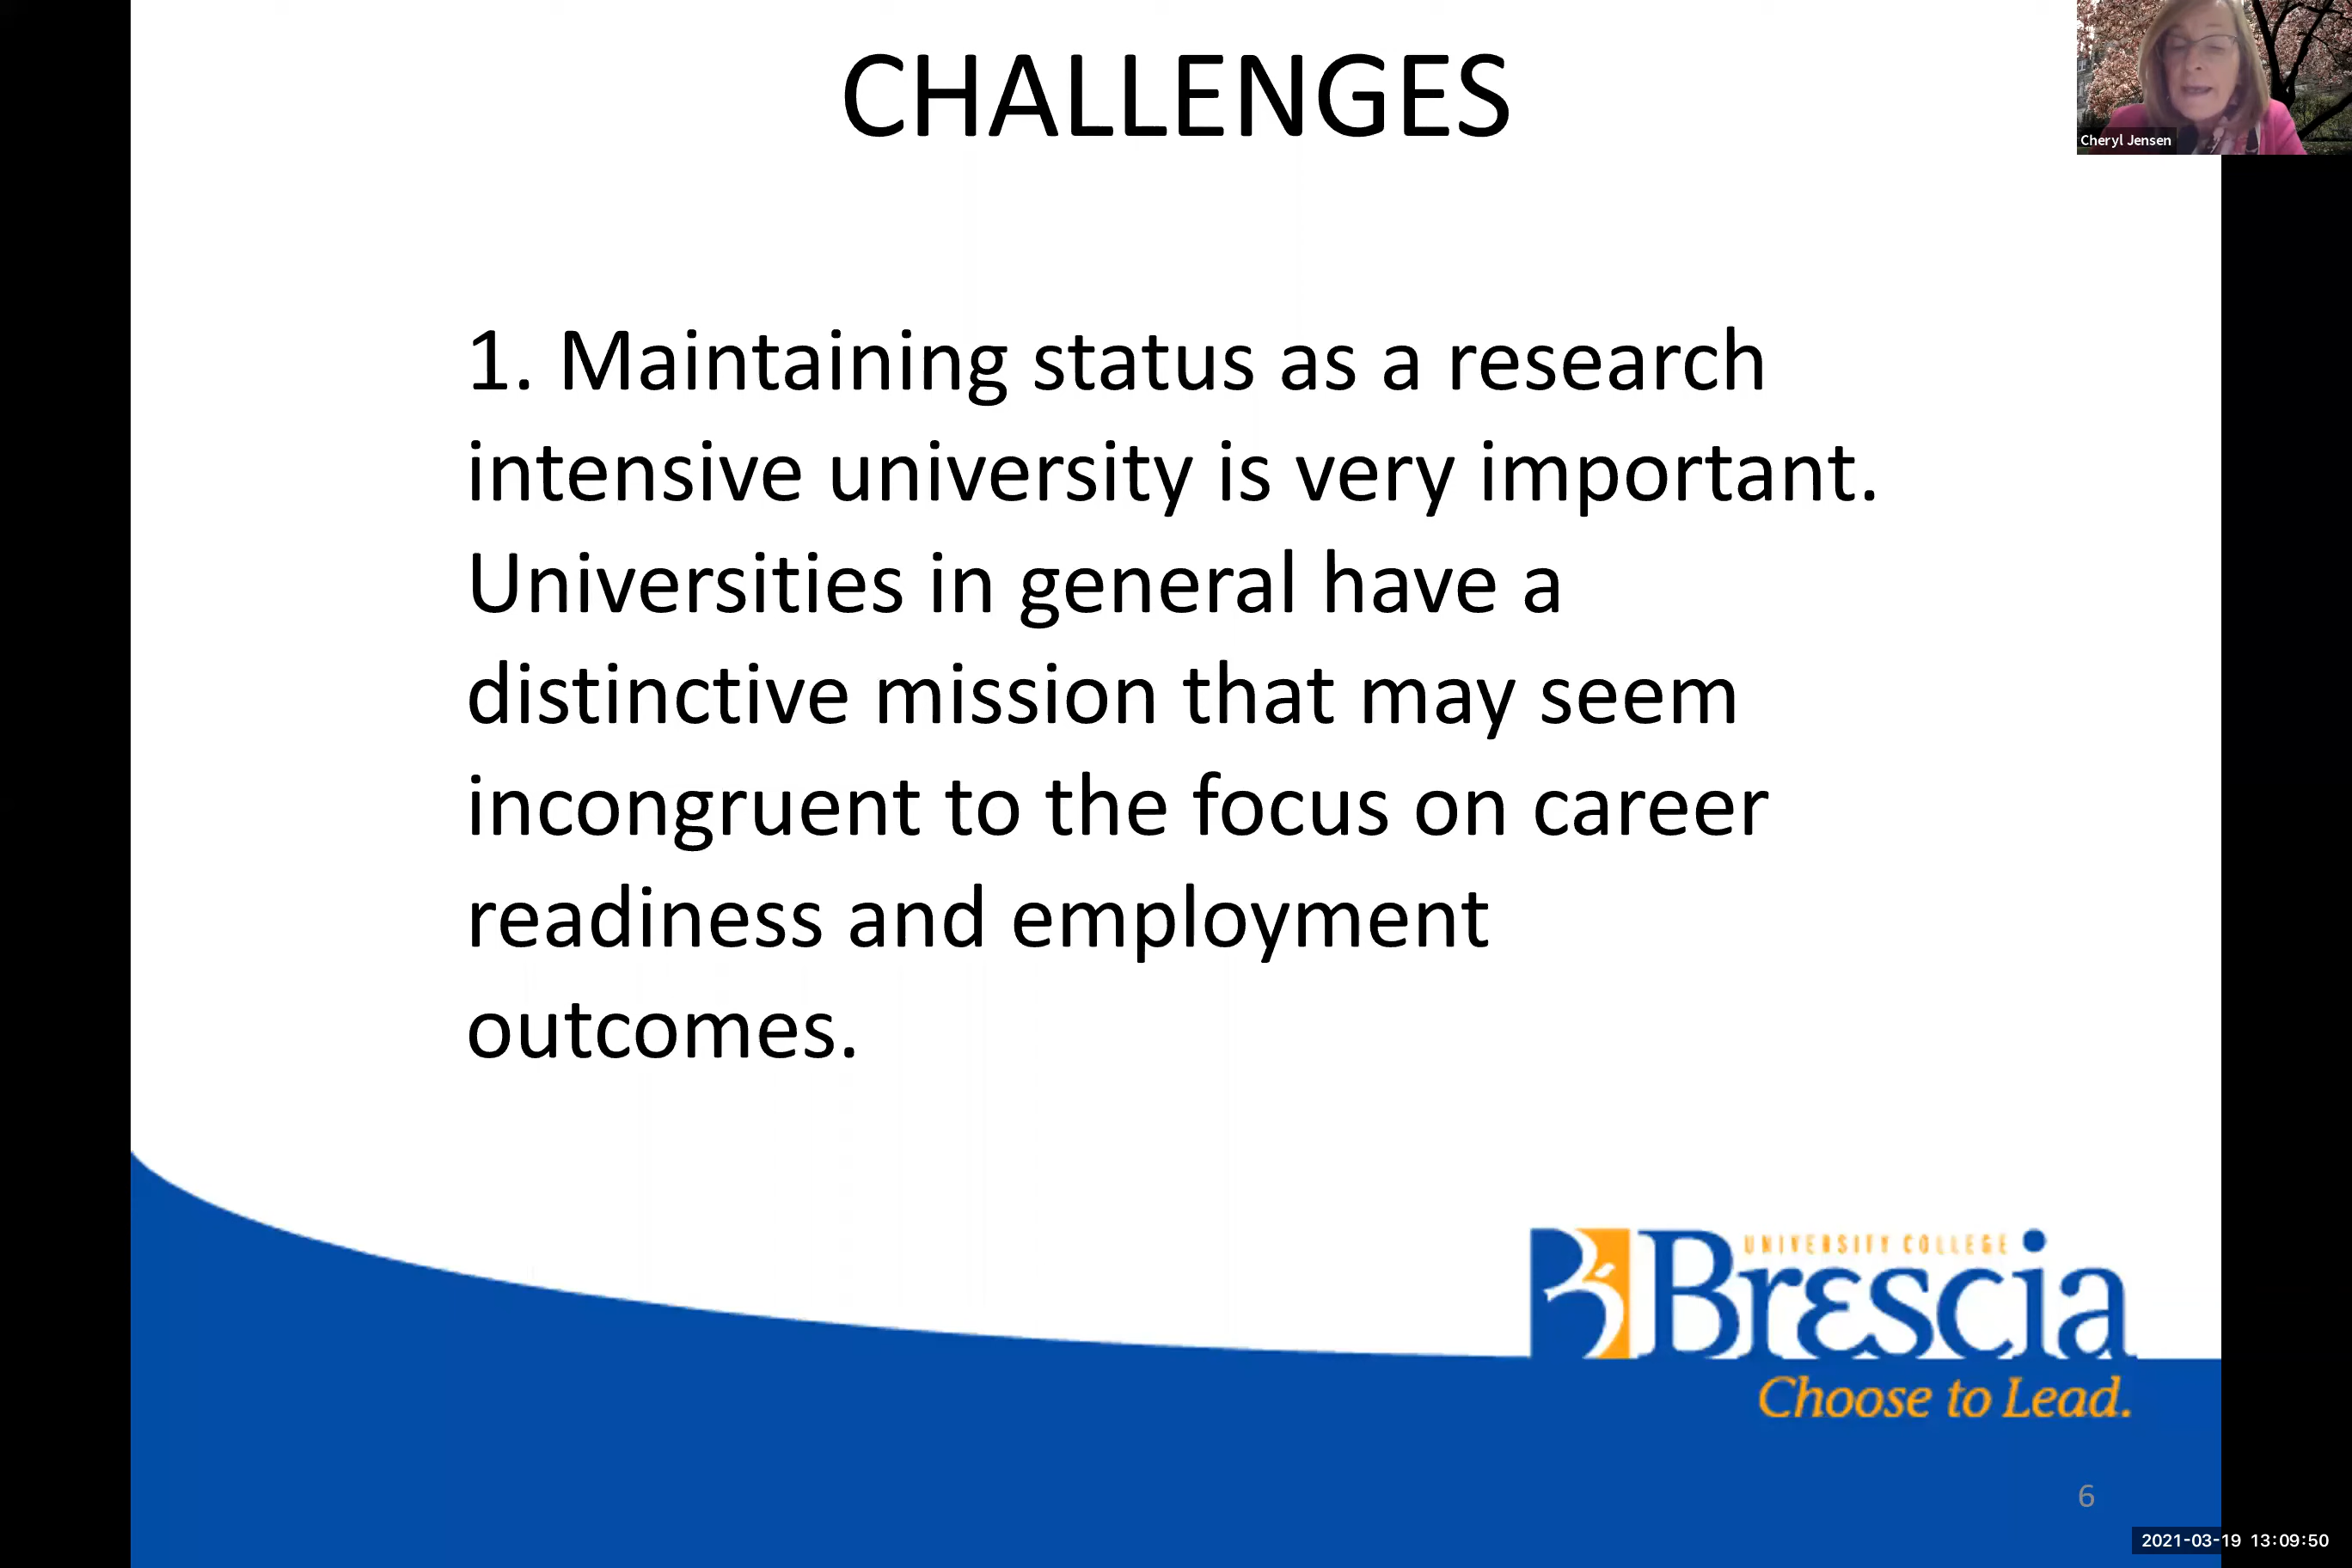 CHALLENGES
Cheryl Jensen
1. Maintaining status as a research
intensive university is very important.
Universities in general have a
distinctive mission that may seem
incongruent to the focus on career
readiness and employment
outcomes.
UNIVERSITY COLLEGE
Brescia
Choose to Lead.
6
2021-03-19 13:09:50